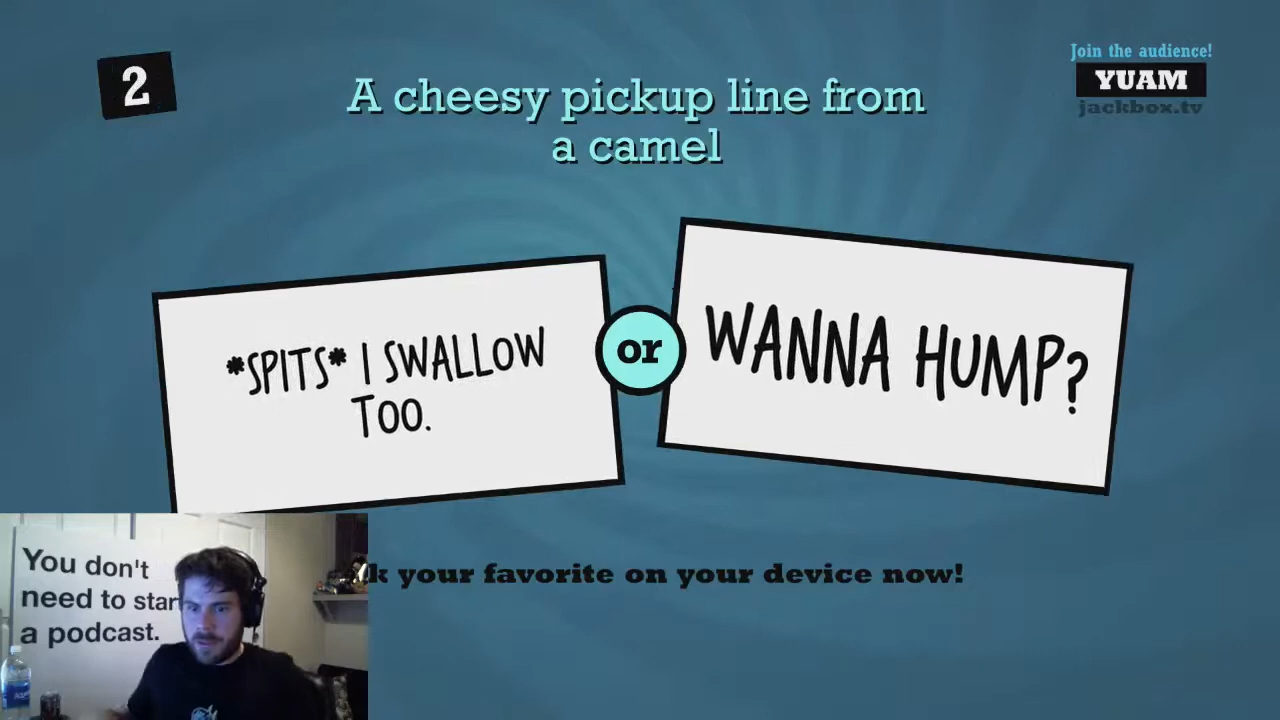 2
Join the audience!
YUAM
jackbox.tv
A cheesy pickup line from
a camel
*SPITS* I SWALLOW
TOO.
or
WANNA HUMP?
k your favorite on your device now!
You don't
need to star
a podcast.